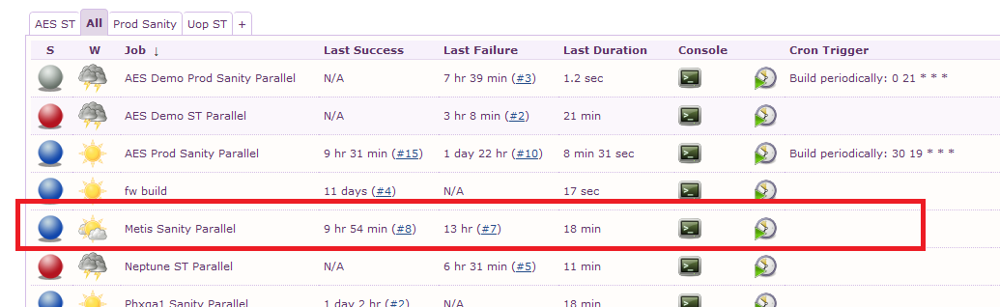 AES ST All Prod Sanity Uop ST +
S W Job ↓ Last Success Last Failure Last Duration Console Cron Trigger
AES Demo Prod Sanity Parallel N/A 7 hr 39 min (#3) 1.2 sec >_ Build periodically: 0 21 * * *
AES Demo ST Parallel N/A 3 hr 8 min (#2) 21 min >_
AES Prod Sanity Parallel 9 hr 31 min (#15) 1 day 22 hr (#10) 8 min 31 sec >_ Build periodically: 30 19 * * *
fw build 11 days (#4) N/A 17 sec >_
Metis Sanity Parallel 9 hr 54 min (#8) 13 hr (#7) 18 min >_
Neptune ST Parallel N/A 6 hr 31 min (#5) 11 min >_
Phxqa1 Sanity Parallel 1 day 2 hr (#2) N/A 18 min